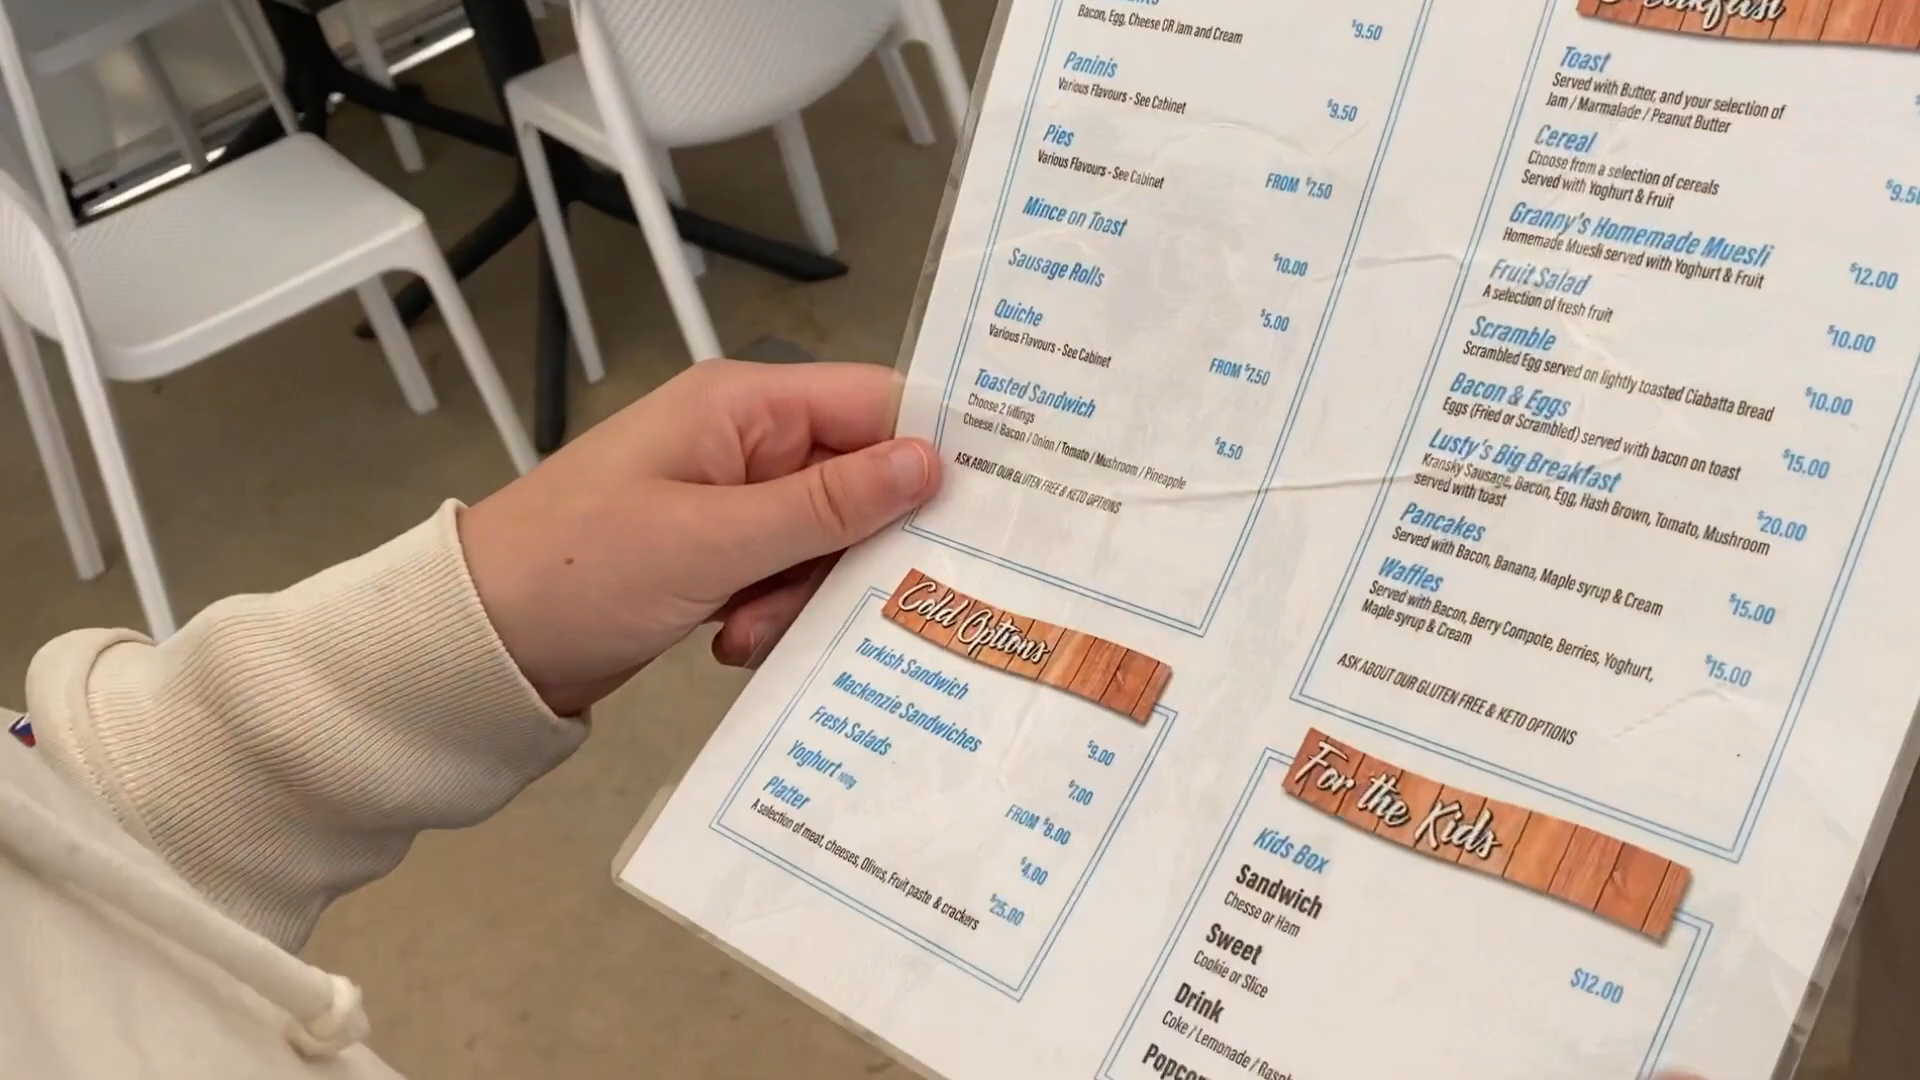 Bacon, Egg, Cheese OR Jam and Cream
$9.50
Paninis
Various Flavours - See Cabinet
$9.50
Pies
Various Flavours - See Cabinet
FROM $7.50
Mince on Toast
$10.00
Sausage Rolls
$5.00
Quiche
Various Flavours - See Cabinet
FROM $7.50
Toasted Sandwich
Choose 2 fillings
Cheese / Bacon / Onion / Tomato / Mushroom / Pineapple
$8.50
ASK ABOUT OUR GLUTEN FREE & KETO OPTIONS
Cold Options
Turkish Sandwich
$9.00
Mackenzie Sandwiches
$7.00
Fresh Salads
FROM $8.00
Yoghurt 100g
$4.00
Platter
$25.00
A selection of meat, cheeses, Olives, Fruit paste & crackers
Breakfast
Toast
Served with Butter, and your selection of
Jam / Marmalade / Peanut Butter
Cereal
Choose from a selection of cereals
Served with Yoghurt & Fruit
$9.50
Granny's Homemade Muesli
Homemade Muesli served with Yoghurt & Fruit
$12.00
Fruit Salad
A selection of fresh fruit
$10.00
Scramble
Scrambled Egg served on lightly toasted Ciabatta Bread
$10.00
Bacon & Eggs
Eggs (Fried or Scrambled) served with bacon on toast
$15.00
Lusty's Big Breakfast
Kransky Sausage, Bacon, Egg, Hash Brown, Tomato, Mushroom
served with toast
$20.00
Pancakes
Served with Bacon, Banana, Maple syrup & Cream
$15.00
Waffles
Served with Bacon, Berry Compote, Berries, Yoghurt,
Maple syrup & Cream
$15.00
ASK ABOUT OUR GLUTEN FREE & KETO OPTIONS
For the Kids
Kids Box
Sandwich
Chesse or Ham
Sweet
Cookie or Slice
$12.00
Drink
Coke / Lemonade / Raspb
Popcor